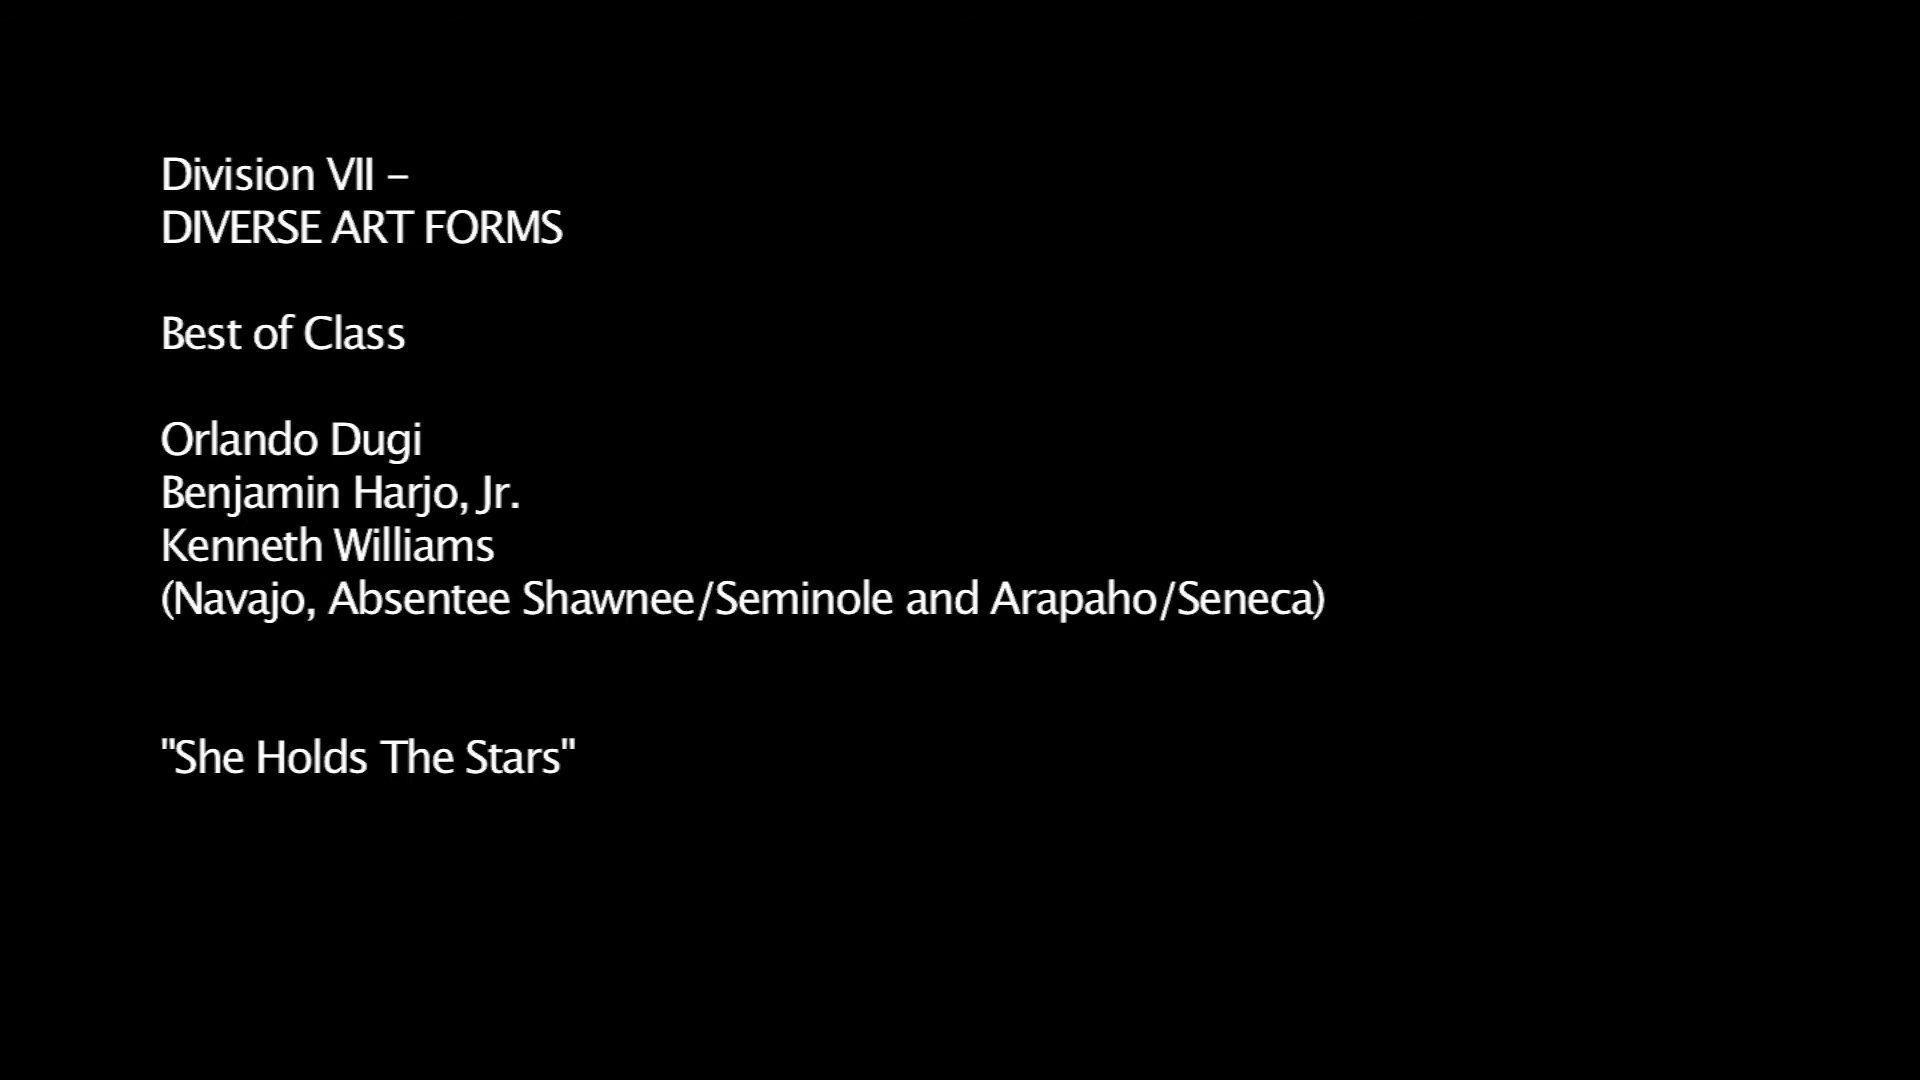 Division VII –
DIVERSE ART FORMS
Best of Class
Orlando Dugi
Benjamin Harjo, Jr.
Kenneth Williams
(Navajo, Absentee Shawnee/Seminole and Arapaho/Seneca)
"She Holds The Stars"